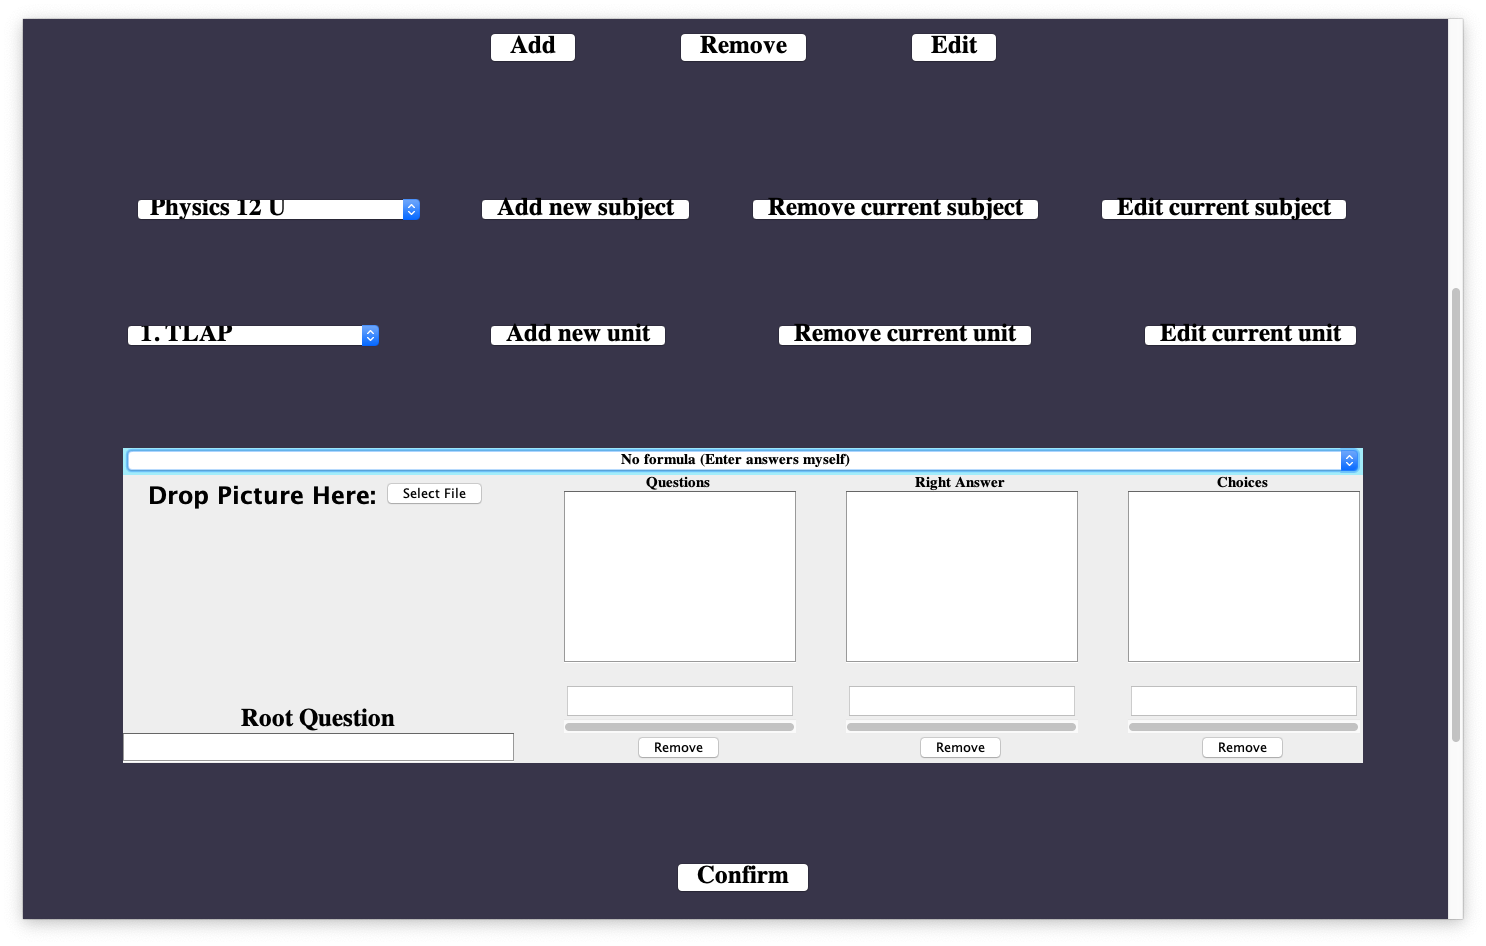 Add Remove Edit
Physics 12 U Add new subject Remove current subject Edit current subject
1. TLAP Add new unit Remove current unit Edit current unit
No formula (Enter answers myself)
Drop Picture Here: Select File
Questions Right Answer Choices
Root Question
Remove Remove Remove
Confirm